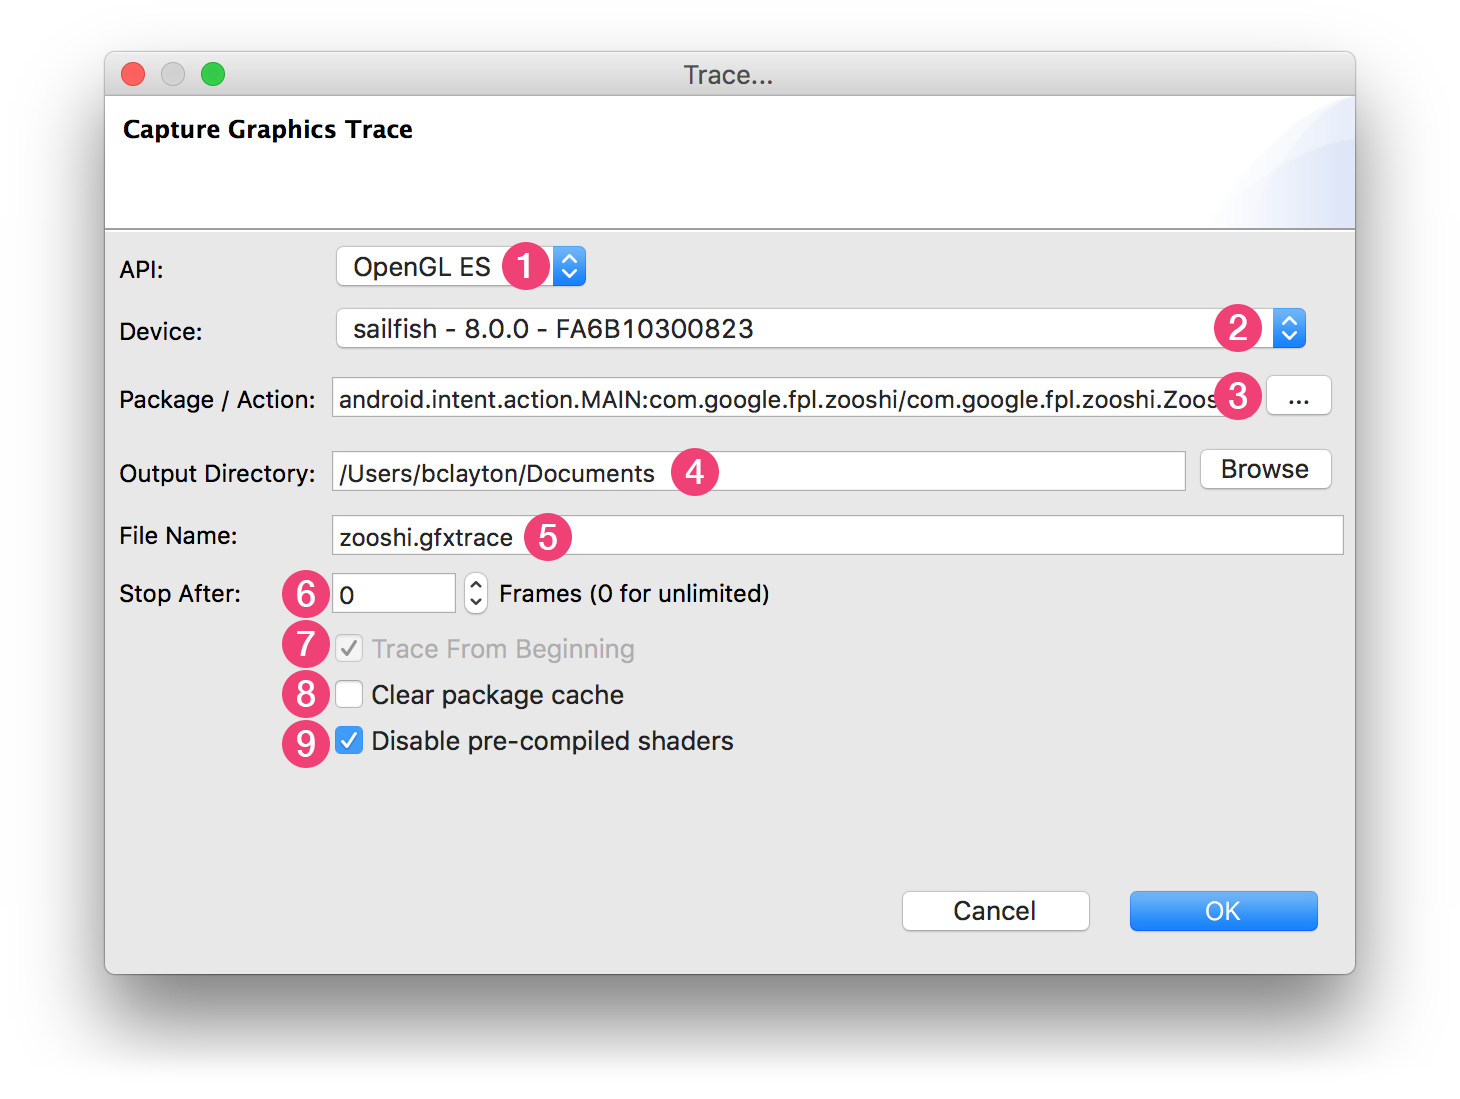 Trace...
Capture Graphics Trace
API: OpenGL ES 1
Device: sailfish - 8.0.0 - FA6B10300823 2
Package / Action: android.intent.action.MAIN:com.google.fpl.zooshi/com.google.fpl.zooshi.Zoos 3 ...
Output Directory: /Users/bclayton/Documents 4 Browse
File Name: zooshi.gfxtrace 5
Stop After: 6 0 Frames (0 for unlimited)
7 Trace From Beginning
8 Clear package cache
9 Disable pre-compiled shaders
Cancel OK